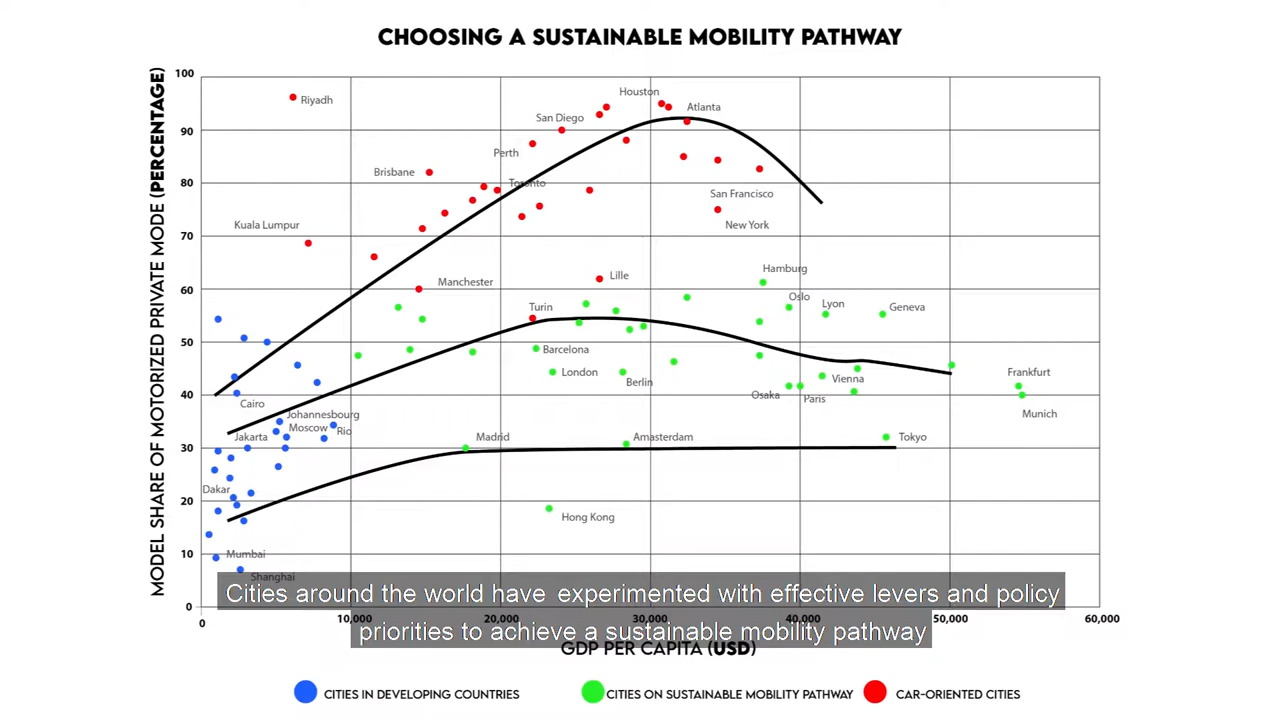 CHOOSING A SUSTAINABLE MOBILITY PATHWAY
MODEL SHARE OF MOTORIZED PRIVATE MODE (PERCENTAGE)
100
90
80
70
60
50
40
30
20
10
0
Riyadh
Houston
Atlanta
San Diego
Perth
Brisbane
Toronto
San Francisco
New York
Kuala Lumpur
Manchester
Lille
Hamburg
Oslo
Lyon
Geneva
Turin
Barcelona
London
Berlin
Osaka
Paris
Vienna
Frankfurt
Munich
Cairo
Johannesbourg
Moscow
Rio
Jakarta
Madrid
Amasterdam
Tokyo
Dakar
Hong Kong
Mumbai
Shanghai
Cities around the world have experimented with effective levers and policy
priorities to achieve a sustainable mobility pathway
0
10,000
20,000
30,000
40,000
50,000
60,000
GDP PER CAPITA (USD)
CITIES IN DEVELOPING COUNTRIES
CITIES ON SUSTAINABLE MOBILITY PATHWAY
CAR-ORIENTED CITIES